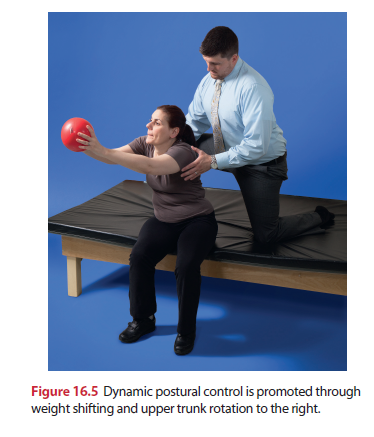 Figure 16.5 Dynamic postural control is promoted through
weight shifting and upper trunk rotation to the right.